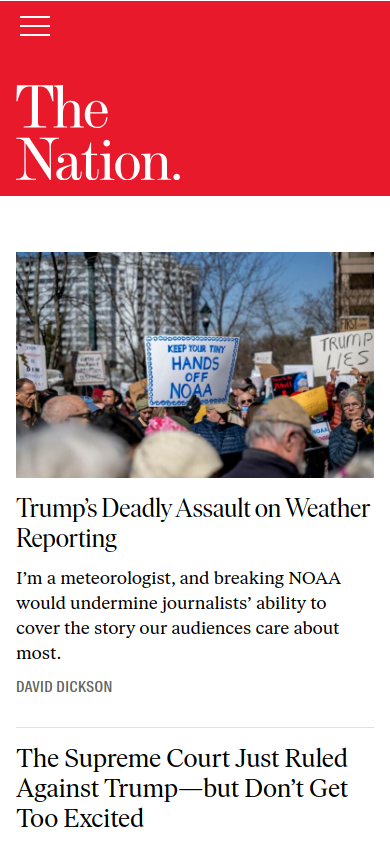 The
Nation.
FIRST
TRUMP
LIES
KEEP YOUR TINY
HANDS
OFF
NOAA
NOAA
Trump’s Deadly Assault on Weather
Reporting
I’m a meteorologist, and breaking NOAA
would undermine journalists’ ability to
cover the story our audiences care about
most.
DAVID DICKSON
The Supreme Court Just Ruled
Against Trump—but Don’t Get
Too Excited